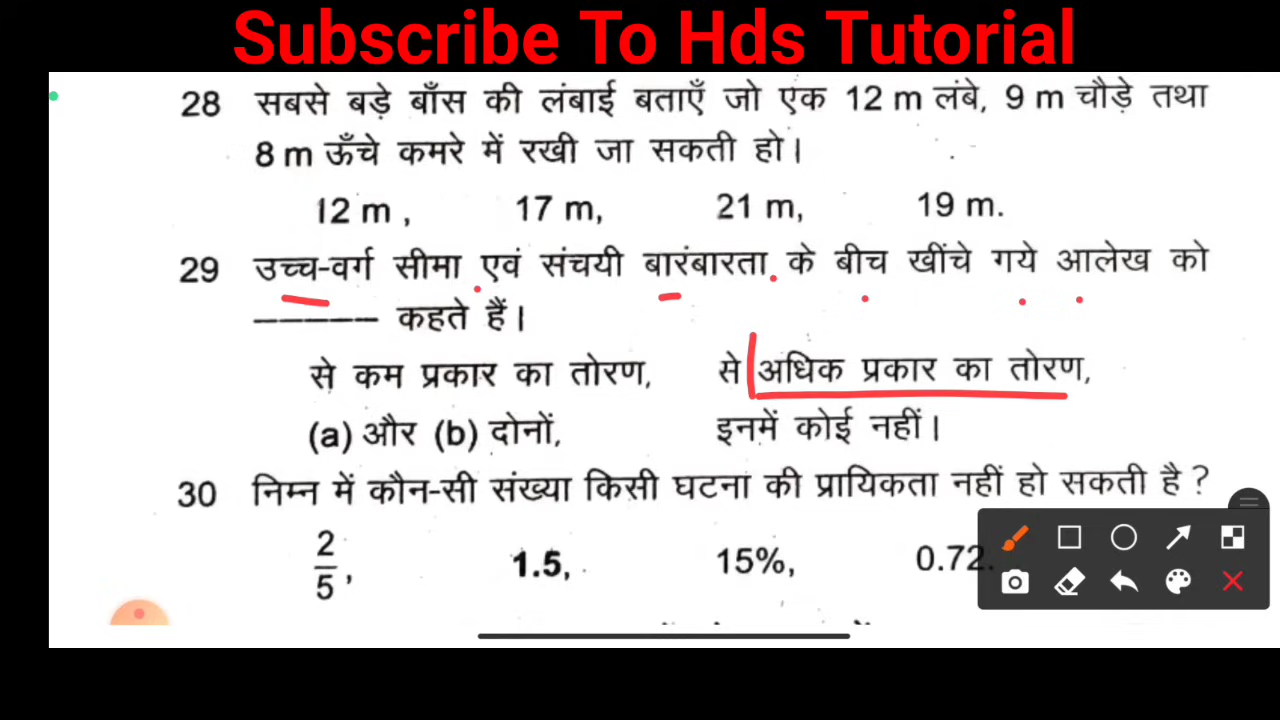 Subscribe To Hds Tutorial
28 सबसे बड़े बाँस की लंबाई बताएँ जो एक 12 m लंबे, 9 m चौड़े तथा
8 m ऊँचे कमरे में रखी जा सकती हो।
12 m , 17 m, 21 m, 19 m.
29 उच्च-वर्ग सीमा एवं संचयी बारंबारता के बीच खींचे गये आलेख को
————— कहते हैं।
से कम प्रकार का तोरण, से अधिक प्रकार का तोरण,
(a) और (b) दोनों, इनमें कोई नहीं।
30 निम्न में कौन-सी संख्या किसी घटना की प्रायिकता नहीं हो सकती है ?
2/5, 1.5, 15%, 0.72.